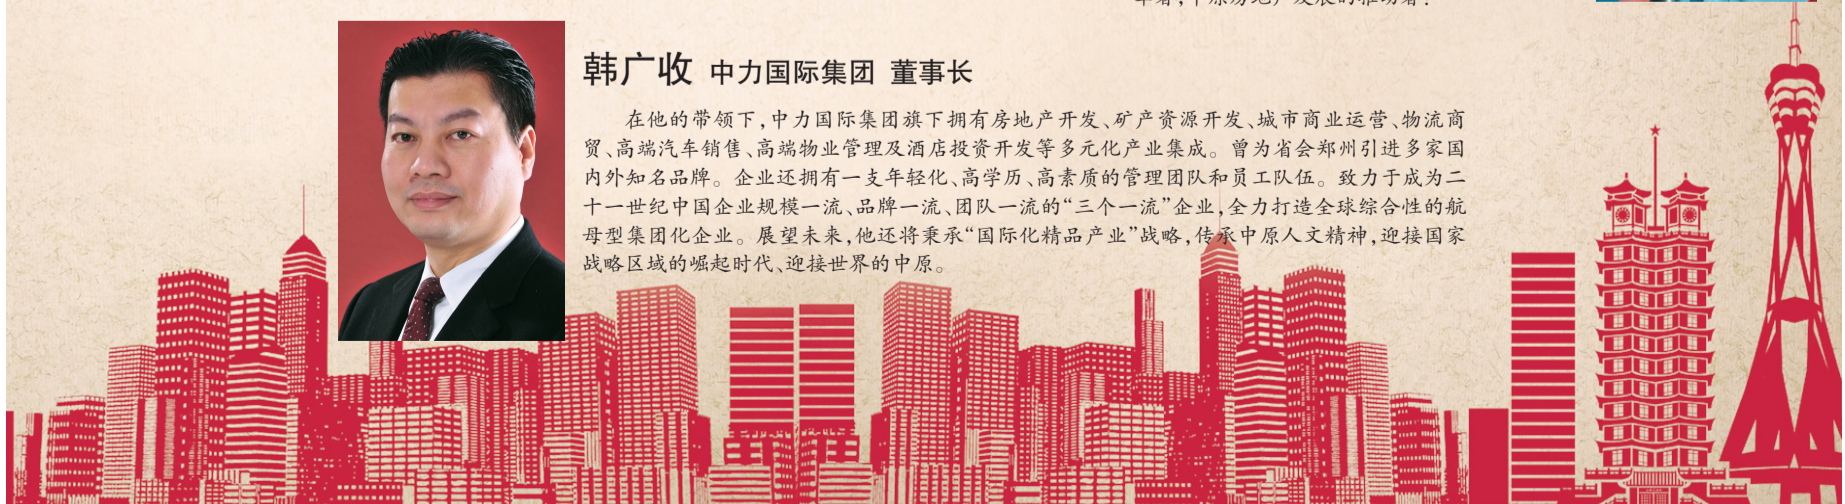 韩广收 中力国际集团 董事长
在他的带领下,中力国际集团旗下拥有房地产开发、矿产资源开发、城市商业运营、物流商
贸、高端汽车销售、高端物业管理及酒店投资开发等多元化产业集成。曾为省会郑州引进多家国
内外知名品牌。企业还拥有一支年轻化、高学历、高素质的管理团队和员工队伍。致力于成为二
十一世纪中国企业规模一流、品牌一流、团队一流的“三个一流”企业,全力打造全球综合性的航
母型集团化企业。展望未来,他还将秉承“国际化精品产业”战略,传承中原人文精神,迎接国家
战略区域的崛起时代、迎接世界的中原。